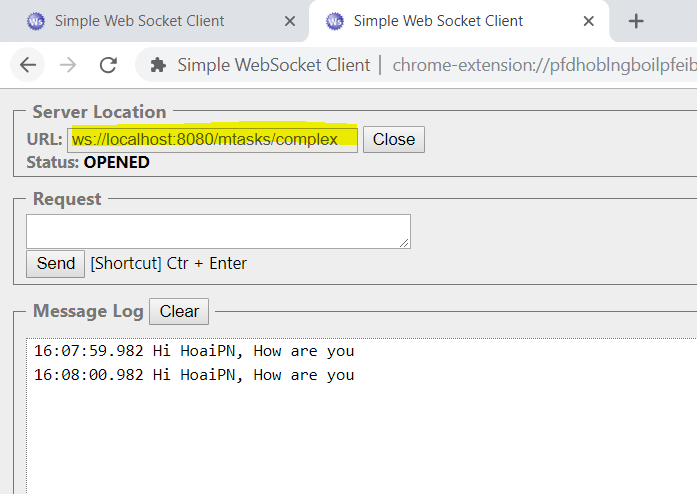 Ws Simple Web Socket Client
Ws Simple Web Socket Client
Simple WebSocket Client | chrome-extension://pfdhoblngboilpfeib
Server Location
URL: ws://localhost:8080/mtasks/complex Close
Status: OPENED
Request
Send [Shortcut] Ctr + Enter
Message Log Clear
16:07:59.982 Hi HoaiPN, How are you
16:08:00.982 Hi HoaiPN, How are you